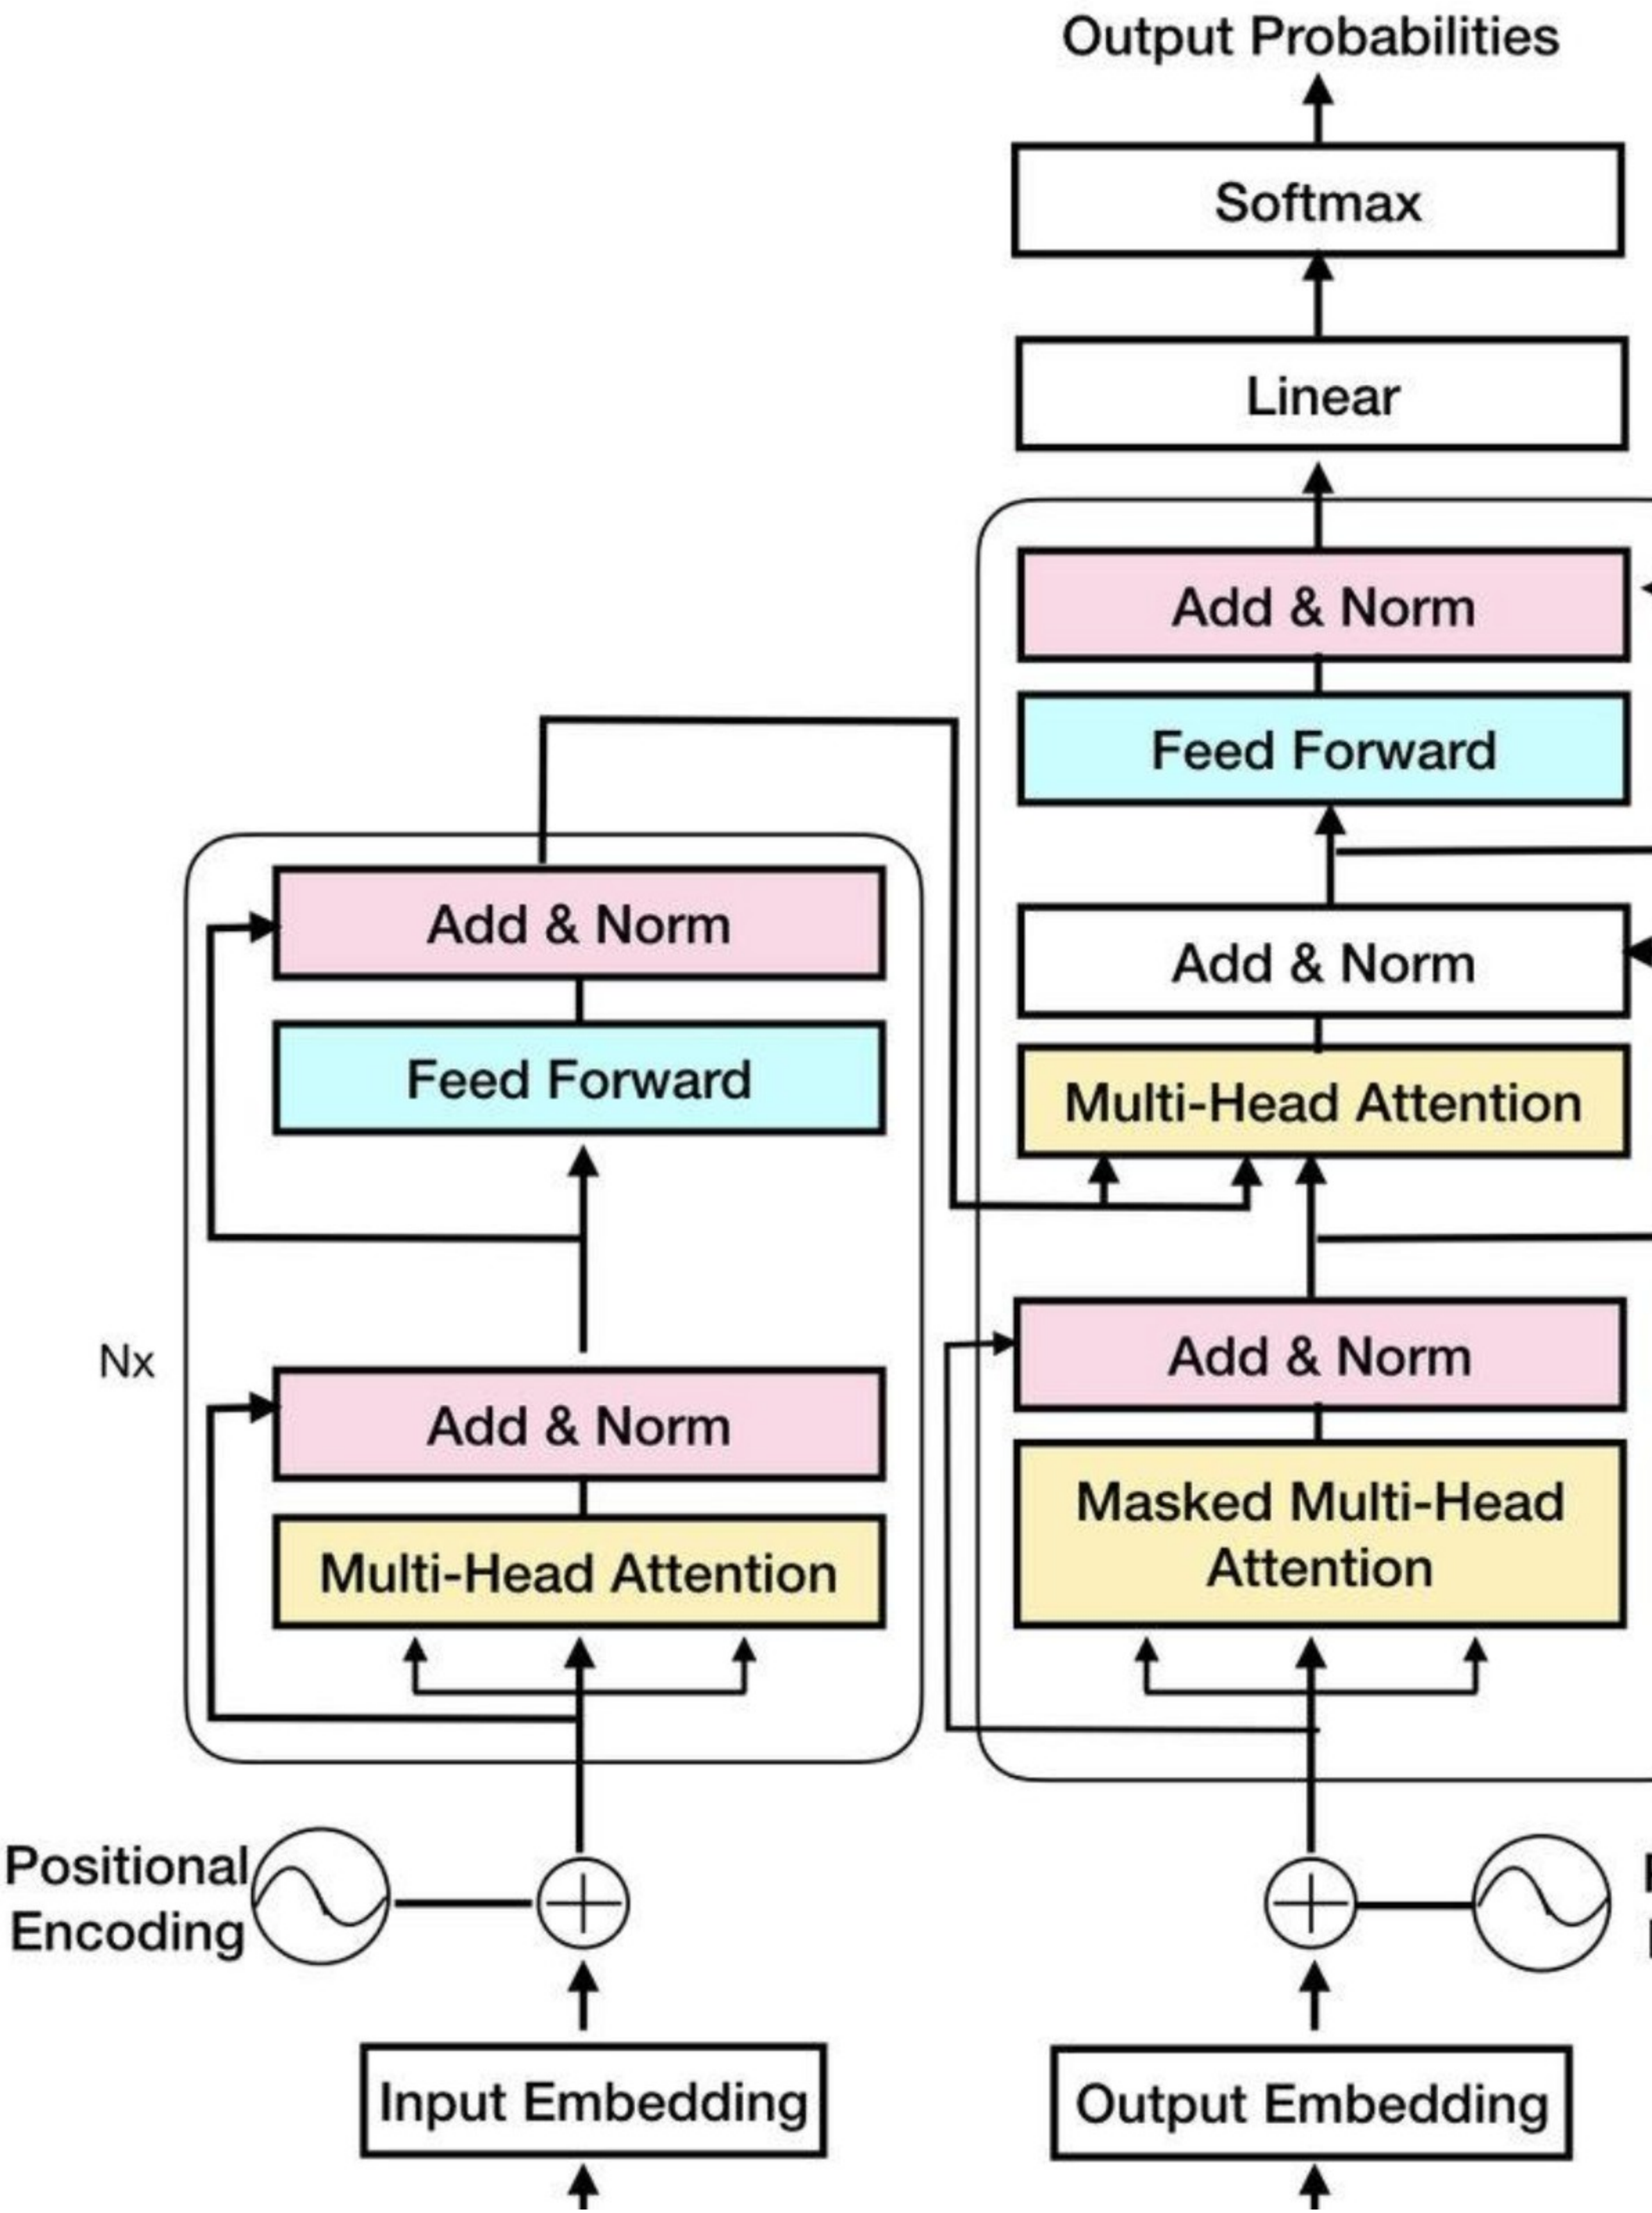 Output Probabilities
Softmax
Linear
Add & Norm
Feed Forward
Add & Norm
Multi-Head Attention
Add & Norm
Masked Multi-Head
Attention
Add & Norm
Feed Forward
Nx
Add & Norm
Multi-Head Attention
Positional
Encoding
Input Embedding
Output Embedding